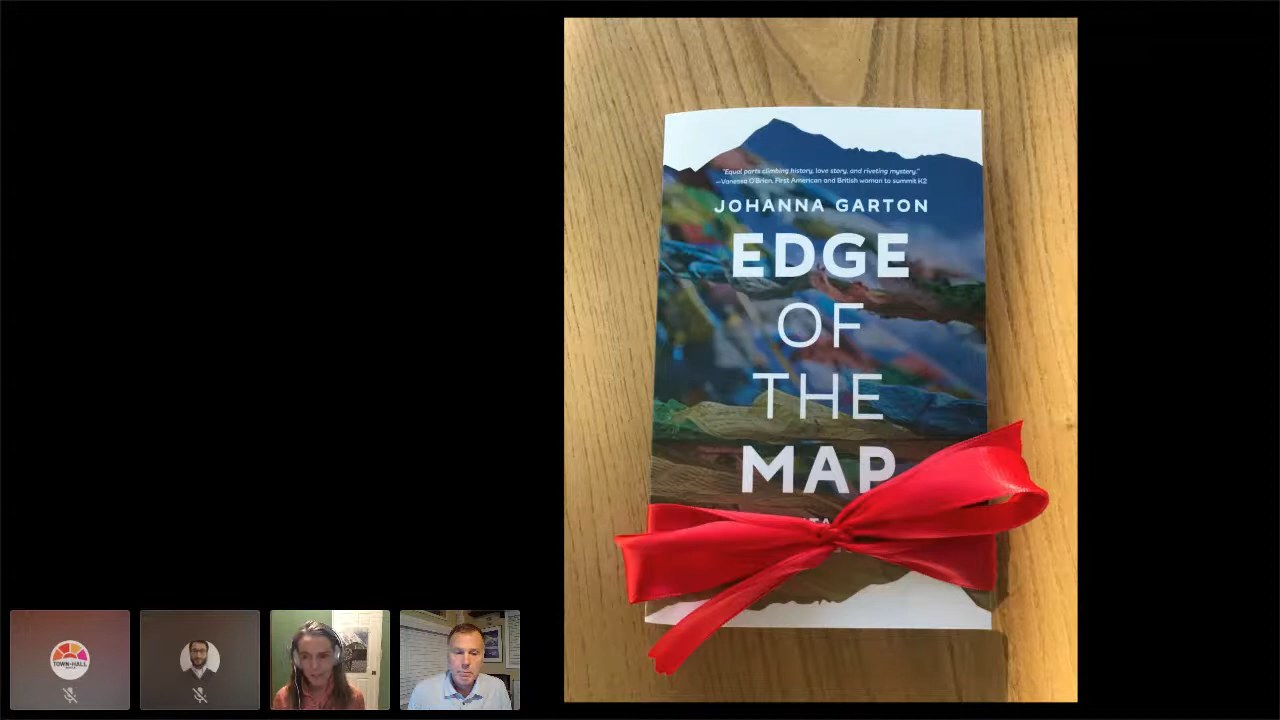 "Equal parts climbing history, love story, and riveting mystery."
—Vanessa O'Brien, First American and British woman to summit K2
JOHANNA GARTON
EDGE
OF
THE
MAP
TOWN HALL